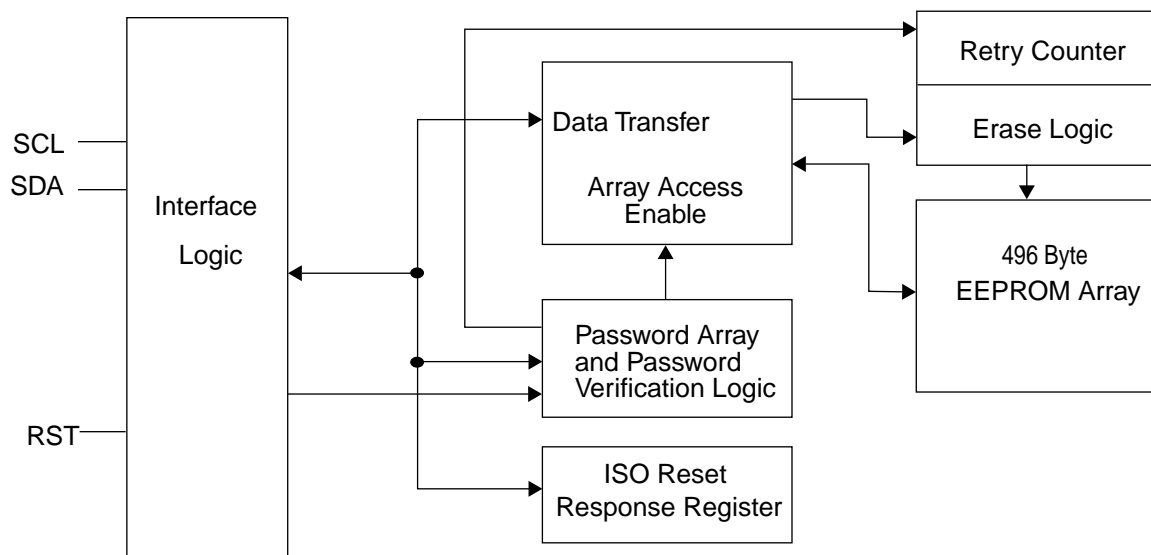 SCL
SDA
RST
Interface
Logic
Data Transfer
Array Access
Enable
Password Array
and Password
Verification Logic
ISO Reset
Response Register
Retry Counter
Erase Logic
496 Byte
EEPROM Array